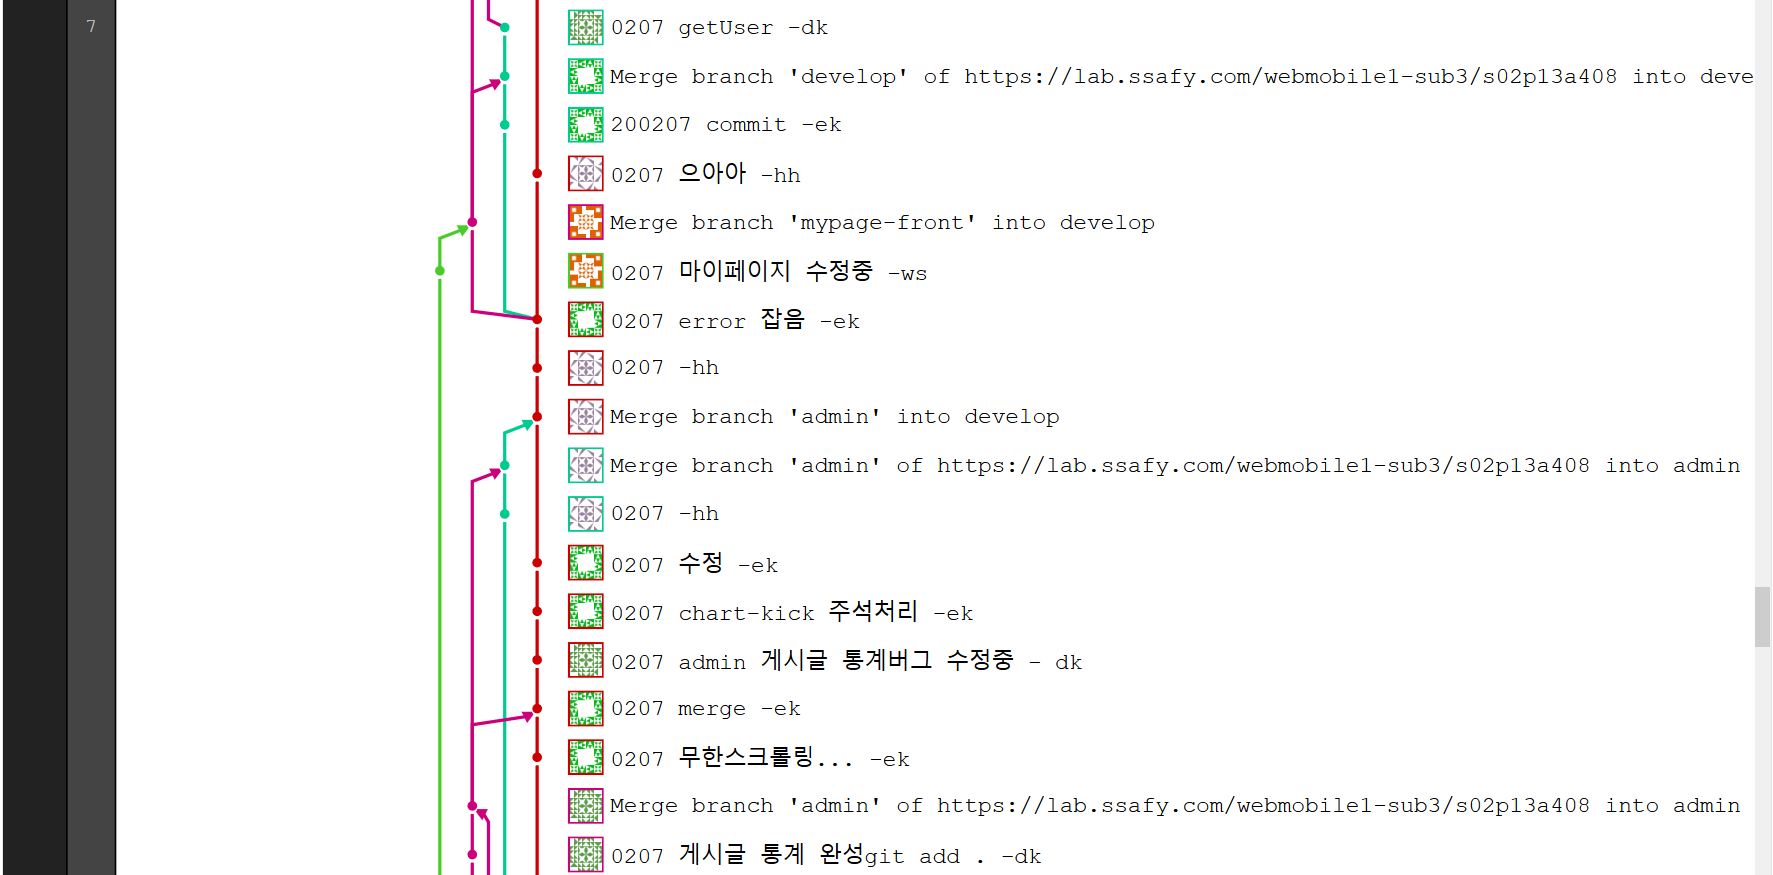 7
0207 getUser -dk
Merge branch 'develop' of https://lab.ssafy.com/webmobile1-sub3/s02p13a408 into deve
200207 commit -ek
0207 으아아 -hh
Merge branch 'mypage-front' into develop
0207 마이페이지 수정중 -ws
0207 error 잡음 -ek
0207 -hh
Merge branch 'admin' into develop
Merge branch 'admin' of https://lab.ssafy.com/webmobile1-sub3/s02p13a408 into admin
0207 -hh
0207 수정 -ek
0207 chart-kick 주석처리 -ek
0207 admin 게시글 통계버그 수정중 - dk
0207 merge -ek
0207 무한스크롤링... -ek
Merge branch 'admin' of https://lab.ssafy.com/webmobile1-sub3/s02p13a408 into admin
0207 게시글 통계 완성git add . -dk